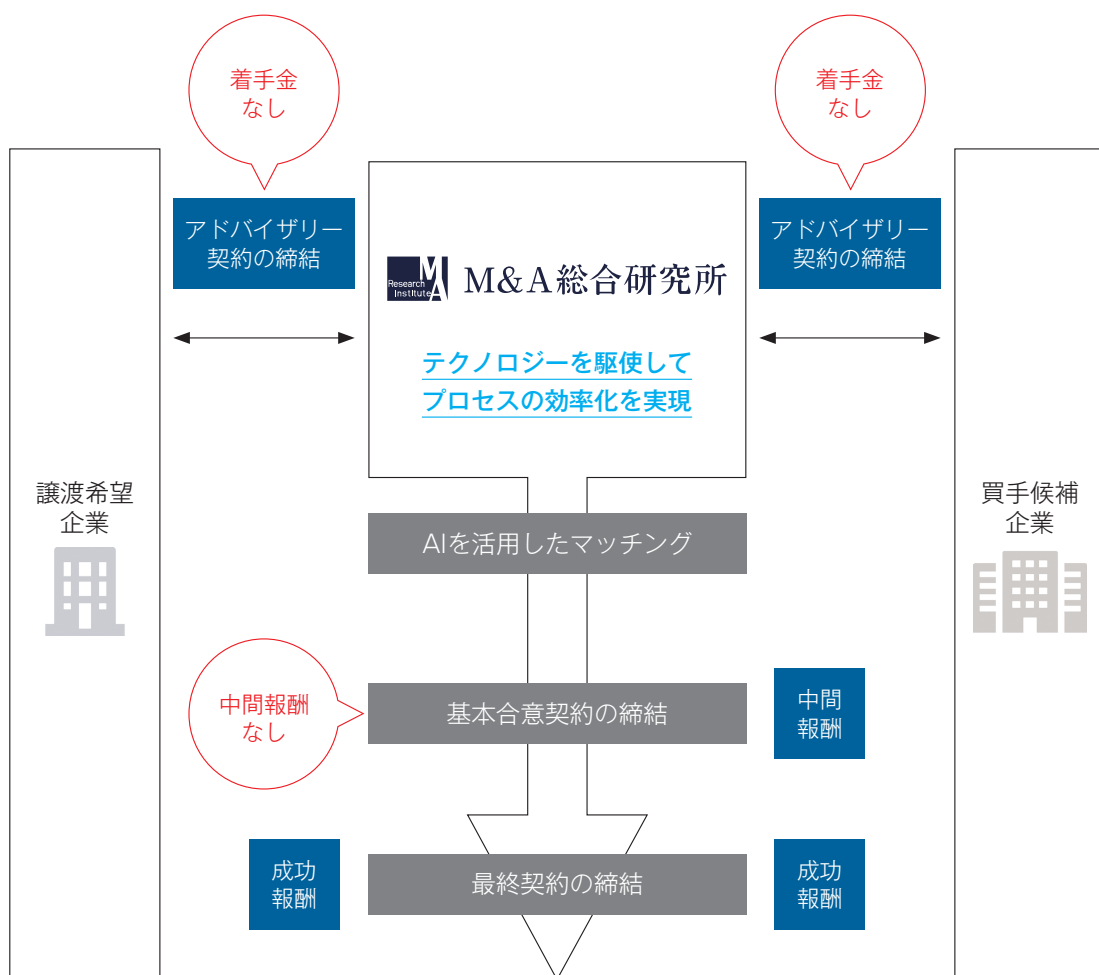 着手金
なし
着手金
なし
アドバイザリー
契約の締結
アドバイザリー
契約の締結
Research
Institute
M
A
M&A総合研究所
テクノロジーを駆使して
プロセスの効率化を実現
譲渡希望
企業
買手候補
企業
AIを活用したマッチング
中間報酬
なし
基本合意契約の締結
中間
報酬
成功
報酬
最終契約の締結
成功
報酬